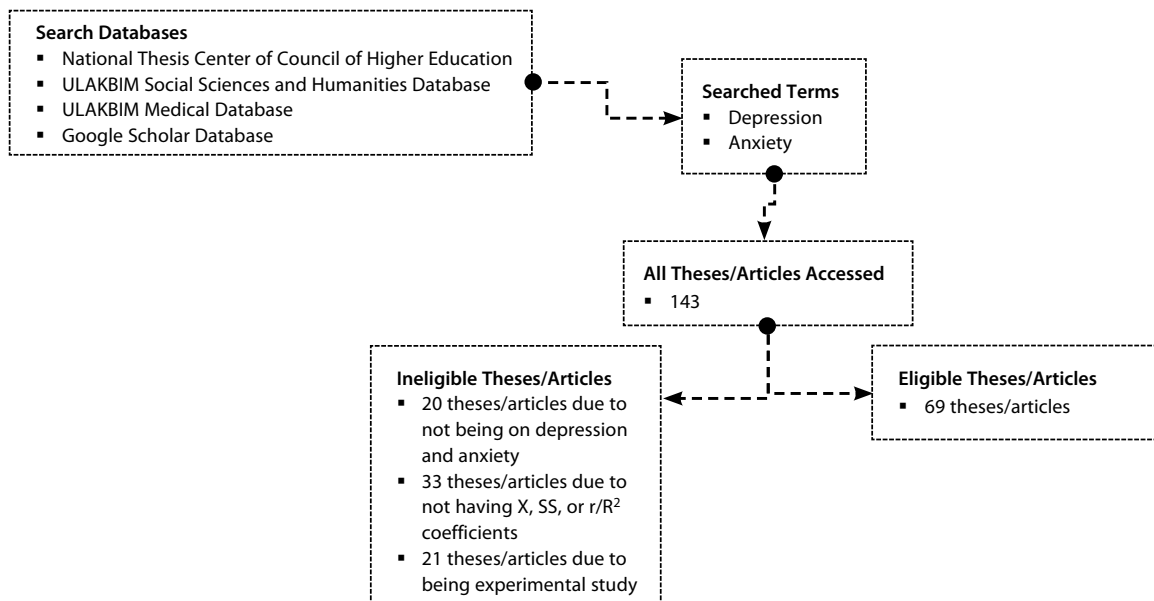 Search Databases
▪ National Thesis Center of Council of Higher Education
▪ ULAKBIM Social Sciences and Humanities Database
▪ ULAKBIM Medical Database
▪ Google Scholar Database
Searched Terms
▪ Depression
▪ Anxiety
All Theses/Articles Accessed
▪ 143
Ineligible Theses/Articles
▪ 20 theses/articles due to
not being on depression
and anxiety
▪ 33 theses/articles due to
not having X, SS, or r/R²
coefficients
▪ 21 theses/articles due to
being experimental study
Eligible Theses/Articles
▪ 69 theses/articles